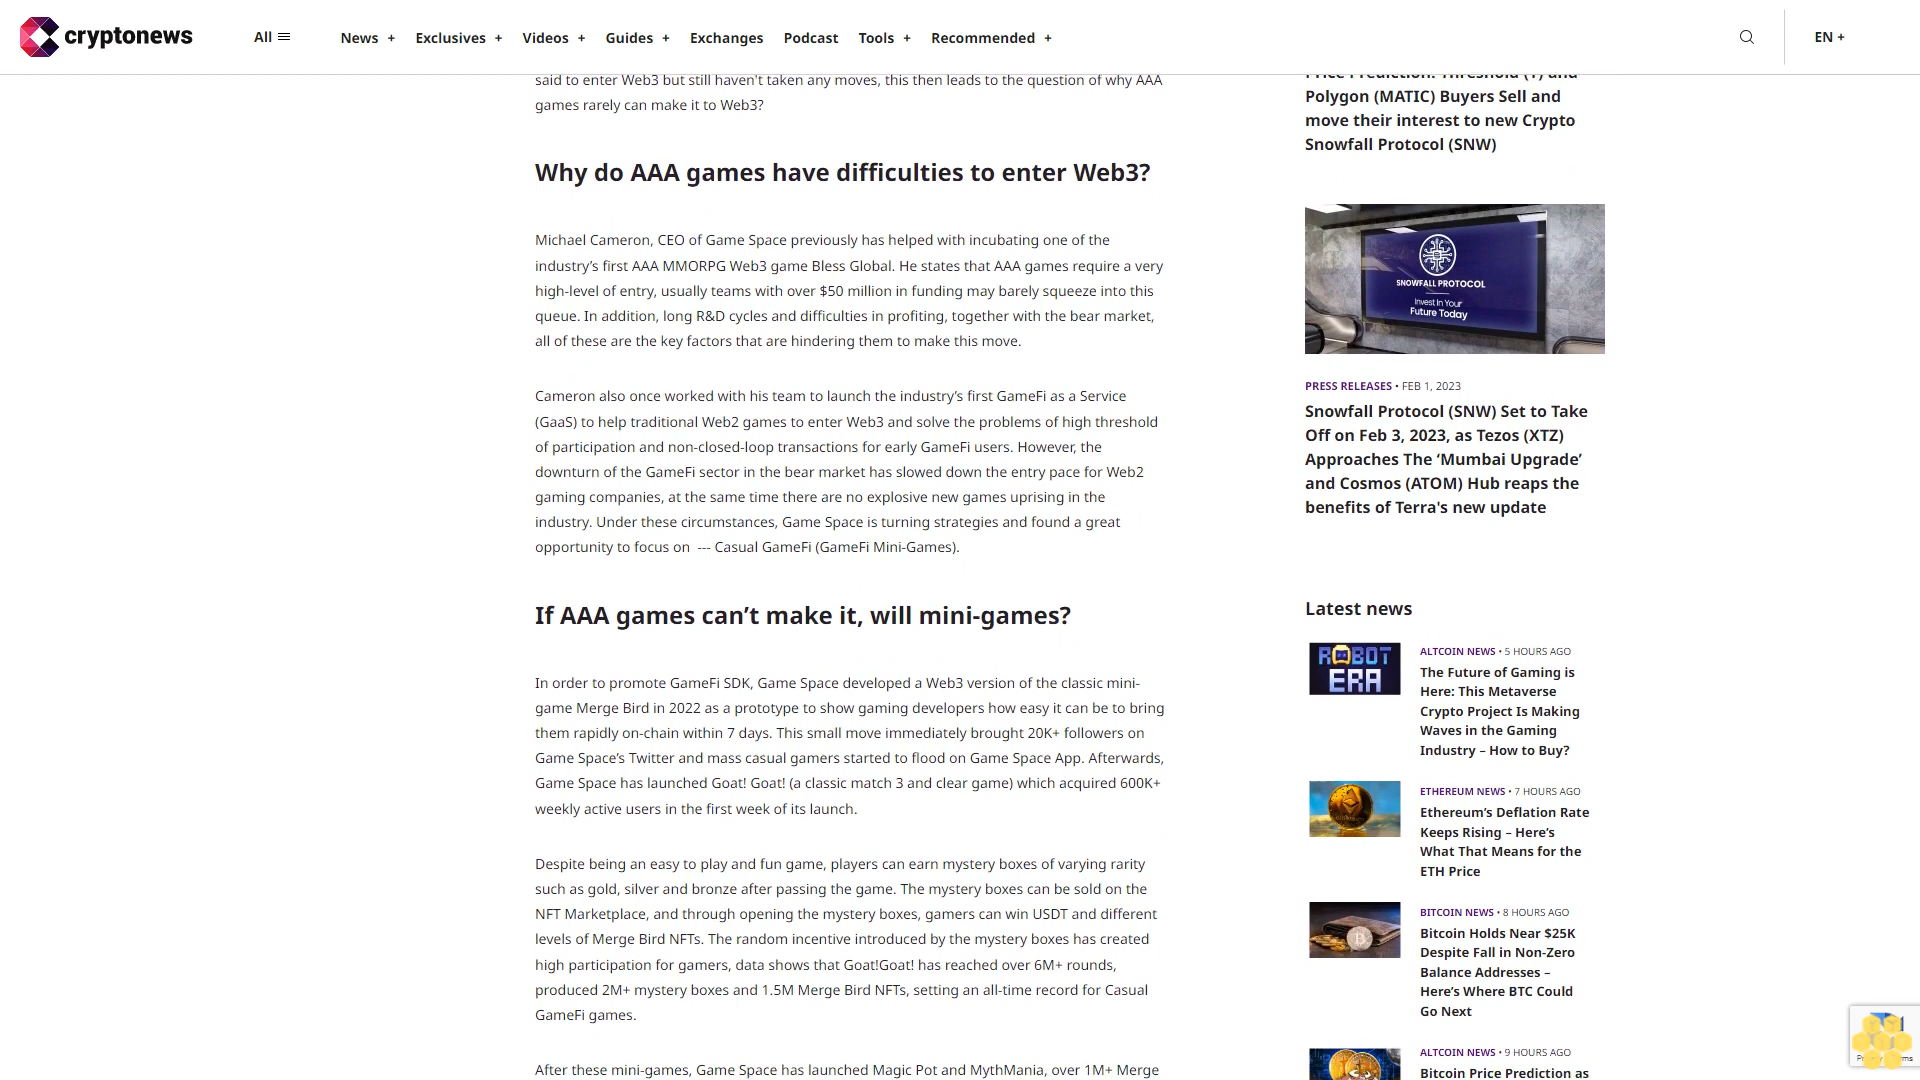 cryptonews
All
News +
Exclusives +
Videos +
Guides +
Exchanges
Podcast
Tools +
Recommended +
EN +
said to enter Web3 but still haven't taken any moves, this then leads to the question of why AAA
games rarely can make it to Web3?
Why do AAA games have difficulties to enter Web3?
Michael Cameron, CEO of Game Space previously has helped with incubating one of the
industry’s first AAA MMORPG Web3 game Bless Global. He states that AAA games require a very
high-level of entry, usually teams with over $50 million in funding may barely squeeze into this
queue. In addition, long R&D cycles and difficulties in profiting, together with the bear market,
all of these are the key factors that are hindering them to make this move.
Cameron also once worked with his team to launch the industry’s first GameFi as a Service
(GaaS) to help traditional Web2 games to enter Web3 and solve the problems of high threshold
of participation and non-closed-loop transactions for early GameFi users. However, the
downturn of the GameFi sector in the bear market has slowed down the entry pace for Web2
gaming companies, at the same time there are no explosive new games uprising in the
industry. Under these circumstances, Game Space is turning strategies and found a great
opportunity to focus on  --- Casual GameFi (GameFi Mini-Games).
If AAA games can’t make it, will mini-games?
In order to promote GameFi SDK, Game Space developed a Web3 version of the classic mini-
game Merge Bird in 2022 as a prototype to show gaming developers how easy it can be to bring
them rapidly on-chain within 7 days. This small move immediately brought 20K+ followers on
Game Space’s Twitter and mass casual gamers started to flood on Game Space App. Afterwards,
Game Space has launched Goat! Goat! (a classic match 3 and clear game) which acquired 600K+
weekly active users in the first week of its launch.
Despite being an easy to play and fun game, players can earn mystery boxes of varying rarity
such as gold, silver and bronze after passing the game. The mystery boxes can be sold on the
NFT Marketplace, and through opening the mystery boxes, gamers can win USDT and different
levels of Merge Bird NFTs. The random incentive introduced by the mystery boxes has created
high participation for gamers, data shows that Goat!Goat! has reached over 6M+ rounds,
produced 2M+ mystery boxes and 1.5M Merge Bird NFTs, setting an all-time record for Casual
GameFi games.
After these mini-games, Game Space has launched Magic Pot and MythMania, over 1M+ Merge
Price Prediction: Threshold (T) and
Polygon (MATIC) Buyers Sell and
move their interest to new Crypto
Snowfall Protocol (SNW)
SNOWFALL PROTOCOL
Invest In Your
Future Today
PRESS RELEASES • FEB 1, 2023
Snowfall Protocol (SNW) Set to Take
Off on Feb 3, 2023, as Tezos (XTZ)
Approaches The ‘Mumbai Upgrade’
and Cosmos (ATOM) Hub reaps the
benefits of Terra's new update
Latest news
ROBOT
ERA
ALTCOIN NEWS • 5 HOURS AGO
The Future of Gaming is
Here: This Metaverse
Crypto Project Is Making
Waves in the Gaming
Industry – How to Buy?
ETHEREUM NEWS • 7 HOURS AGO
Ethereum’s Deflation Rate
Keeps Rising – Here’s
What That Means for the
ETH Price
BITCOIN NEWS • 8 HOURS AGO
Bitcoin Holds Near $25K
Despite Fall in Non-Zero
Balance Addresses –
Here’s Where BTC Could
Go Next
ALTCOIN NEWS • 9 HOURS AGO
Bitcoin Price Prediction as